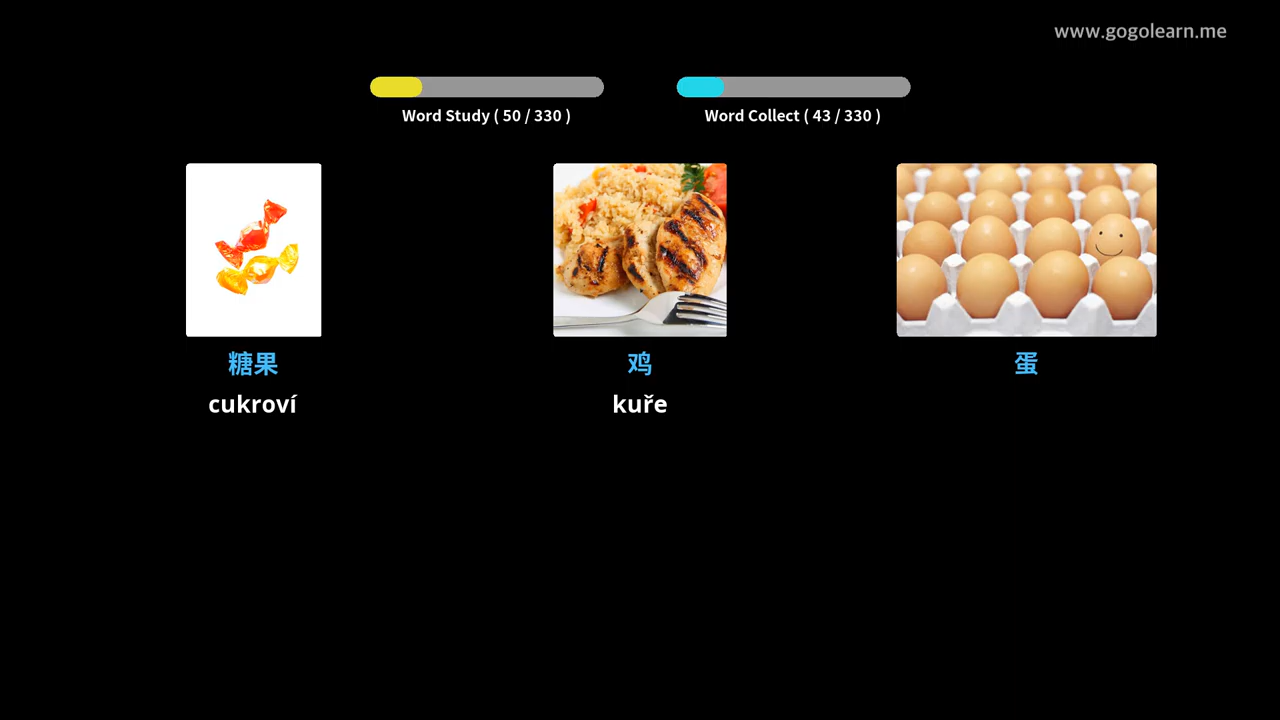 www.gogolearn.me
Word Study ( 50 / 330 )
Word Collect ( 43 / 330 )
糖果
鸡
蛋
cukroví
kuře